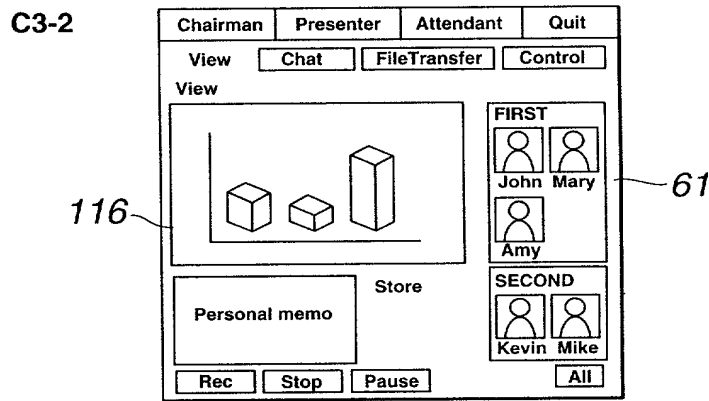 C3-2
Chairman Presenter Attendant Quit
View Chat FileTransfer Control
View
FIRST
John Mary
Amy
116
61
Store
Personal memo
SECOND
Kevin Mike
Rec Stop Pause
All